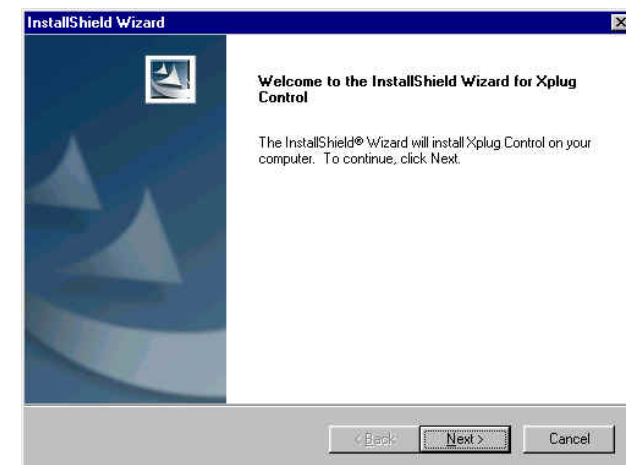 InstallShield Wizard
Welcome to the InstallShield Wizard for Xplug
Control
The InstallShield® Wizard will install Xplug Control on your
computer. To continue, click Next.
< Back
Next >
Cancel